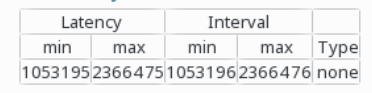 Latency Interval
min max min max Type
1053195 2366475 1053196 2366476 none